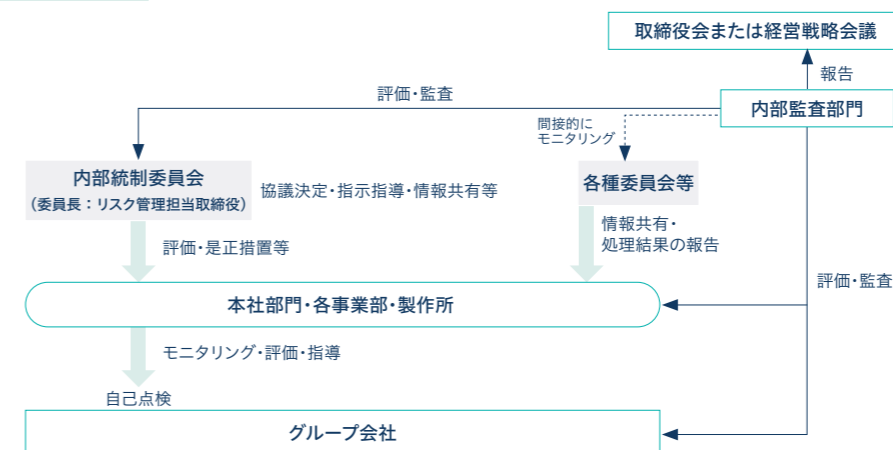 取締役会または経営戦略会議
報告
内部監査部門
評価・監査
間接的に
モニタリング
内部統制委員会
(委員長：リスク管理担当取締役)
協議決定・指示指導・情報共有等
各種委員会等
評価・是正措置等
情報共有・
処理結果の報告
評価・監査
本社部門・各事業部・製作所
モニタリング・評価・指導
自己点検
グループ会社